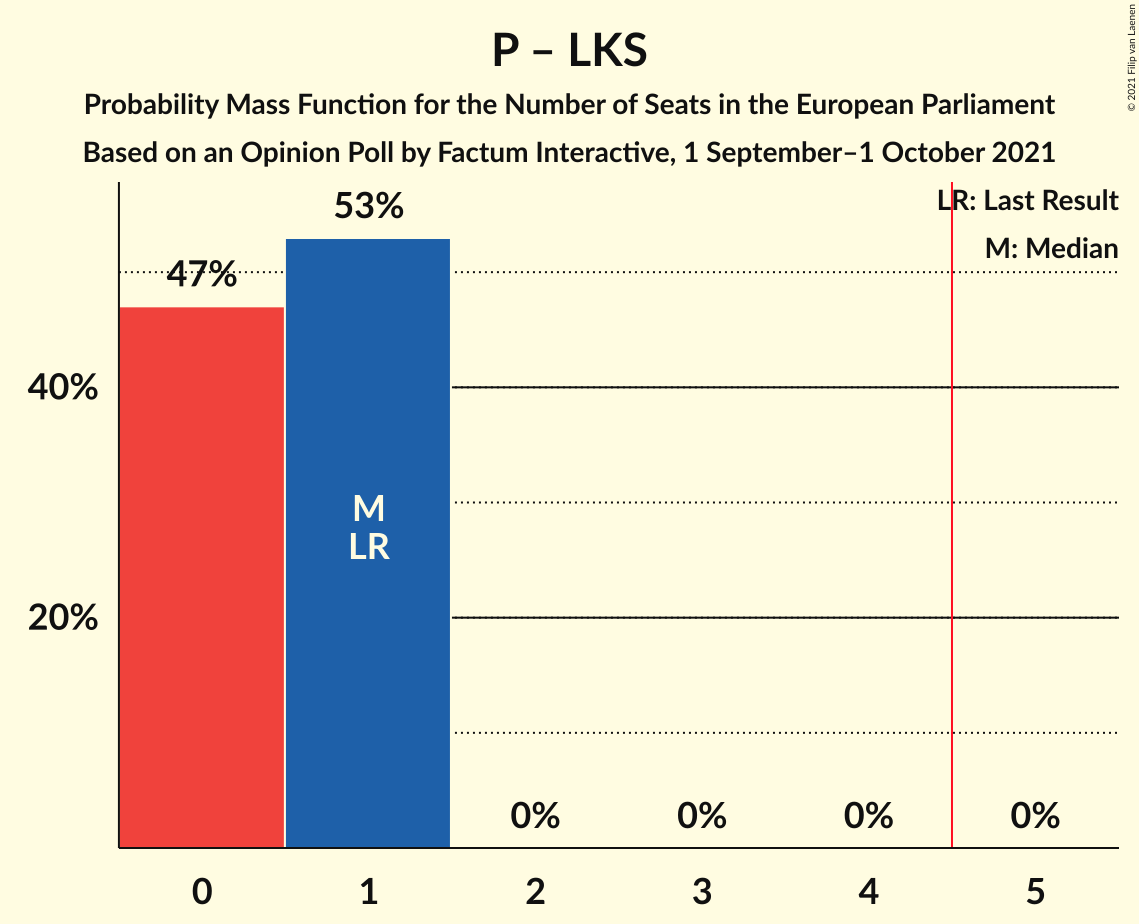 P – LKS
Probability Mass Function for the Number of Seats in the European Parliament
Based on an Opinion Poll by Factum Interactive, 1 September–1 October 2021
© 2021 Filip van Laenen
LR: Last Result
M: Median
53%
47%
40%
20%
M
LR
0% 0% 0% 0%
0 1 2 3 4 5